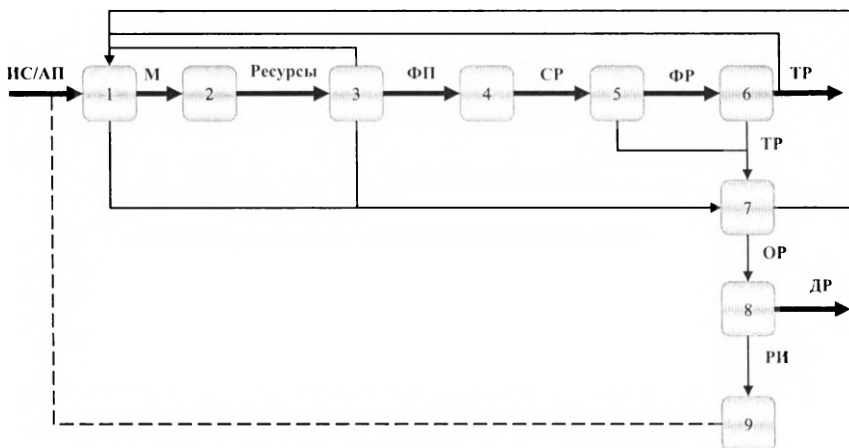 ИС/АП М Ресурсы ФП СР ФР ТР
1 2 3 4 5 6
ТР
7
ОР
ДР
8
РИ
9